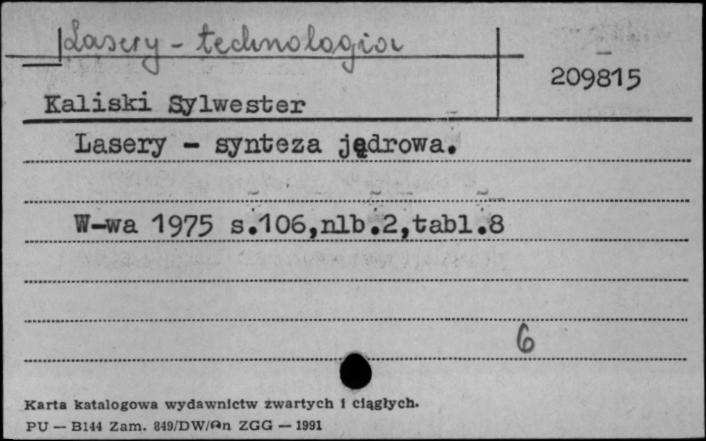 Lasery - technologia
209815
Kaliski Sylwester
Lasery - synteza jądrowa.
W-wa 1975 s.106,nlb.2,tabl.8
6
Karta katalogowa wydawnictw zwartych i ciągłych.
PU — B144 Zam. 849/DW/On ZGG — 1991